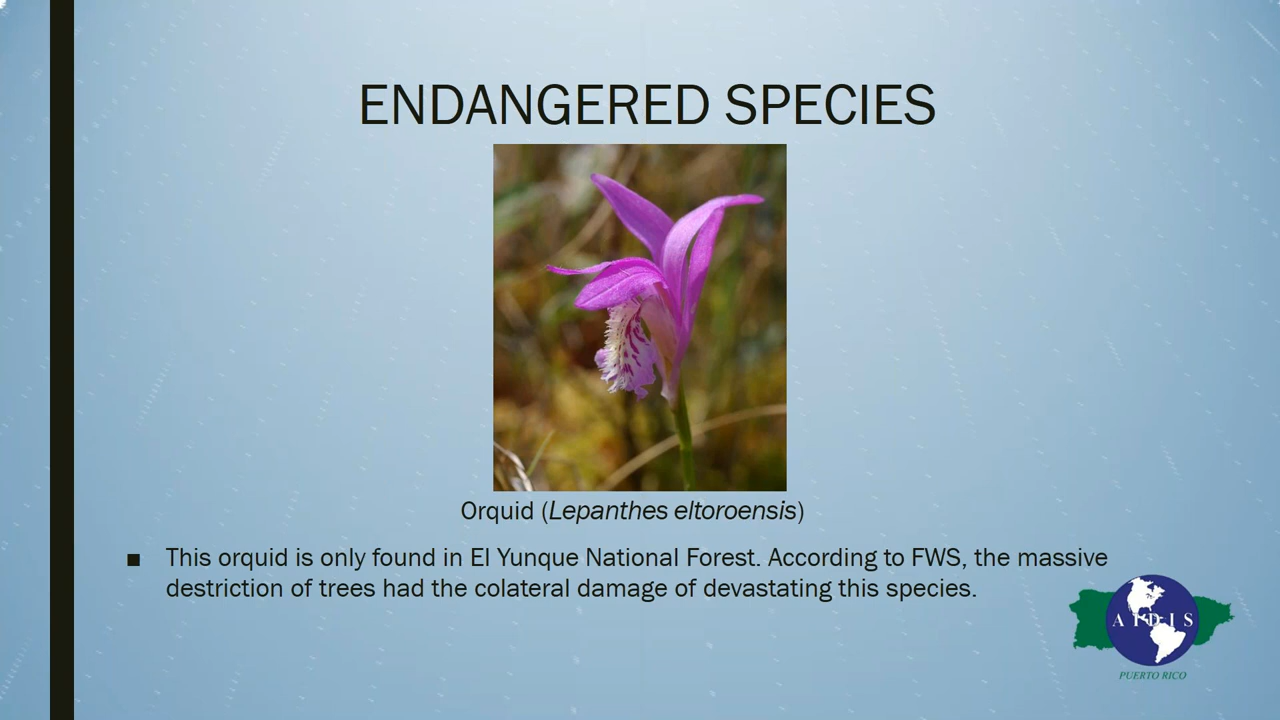 ENDANGERED SPECIES
Orquid (Lepanthes eltoroensis)
■ This orquid is only found in El Yunque National Forest. According to FWS, the massive
destriction of trees had the colateral damage of devastating this species.
AIDIS
PUERTO RICO